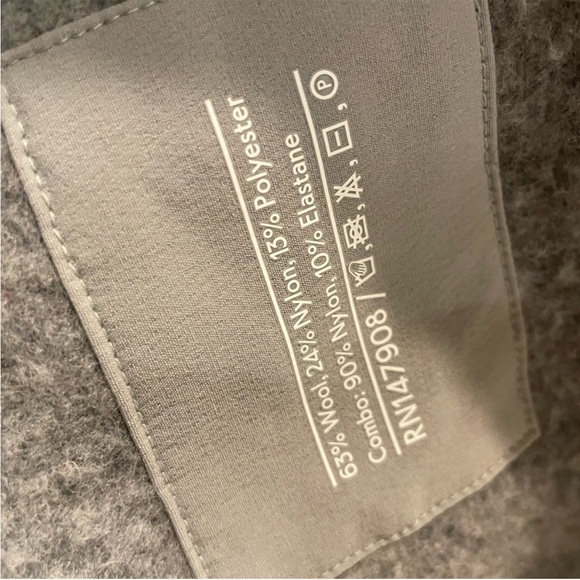 63% Wool, 24% Nylon, 13% Polyester
Combo: 90% Nylon, 10% Elastane
RN147908 / , , , , P